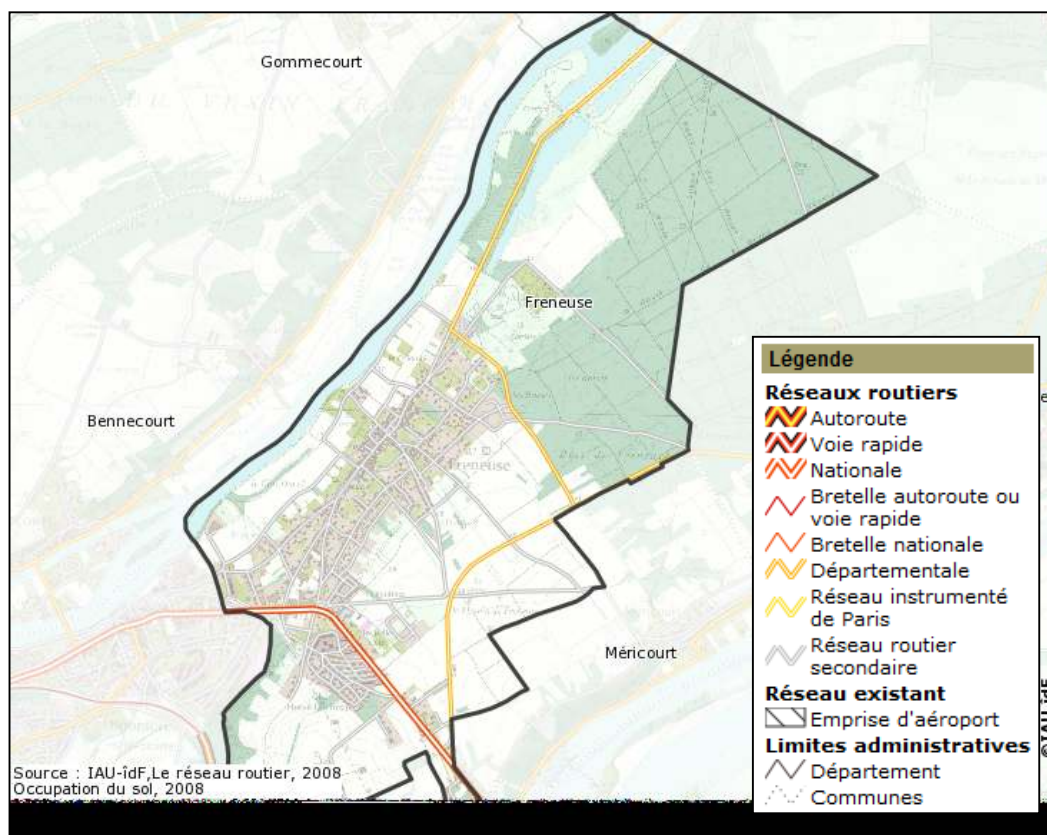 Gommecourt
Freneuse
Bennecourt
Freneuse
Méricourt
Légende
Réseaux routiers
Autoroute
Voie rapide
Nationale
Bretelle autoroute ou
voie rapide
Bretelle nationale
Départementale
Réseau instrumenté
de Paris
Réseau routier
secondaire
Réseau existant
Emprise d'aéroport
Limites administratives
Département
Communes
©IAU-îdF
Source : IAU-îdF,Le réseau routier, 2008
Occupation du sol, 2008